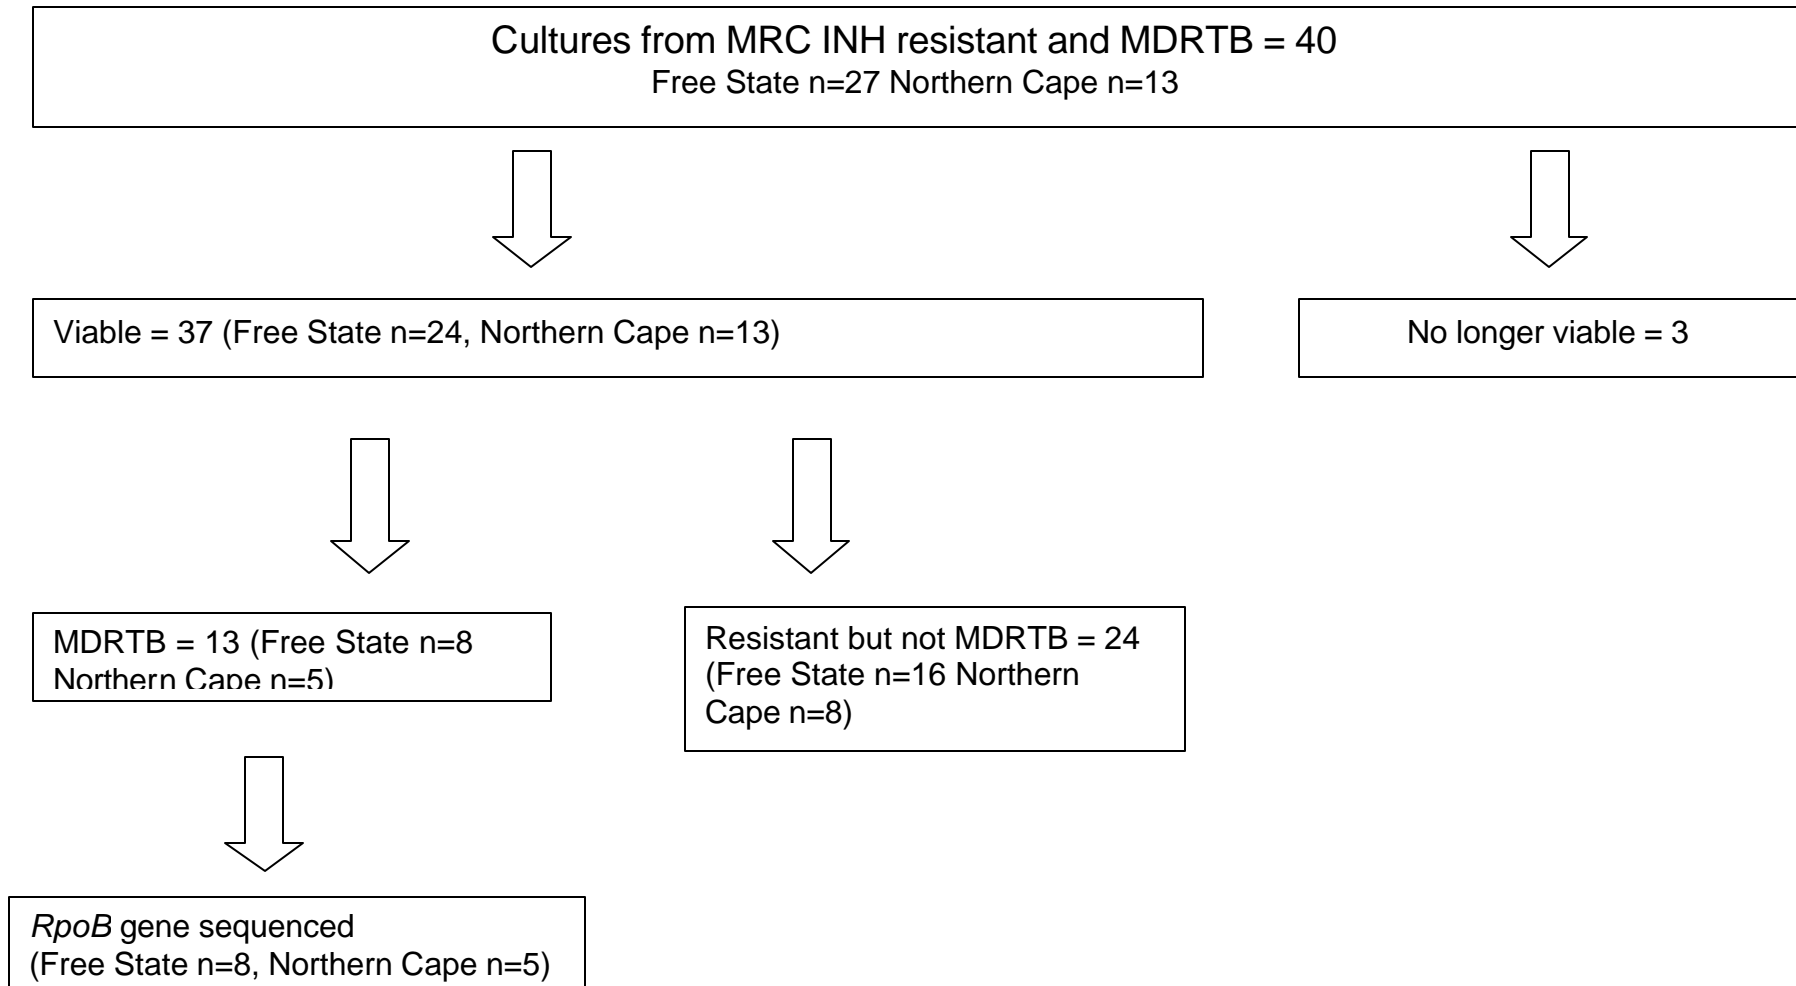 Cultures from MRC INH resistant and MDRTB = 40
Free State n=27 Northern Cape n=13
Viable = 37 (Free State n=24, Northern Cape n=13)
No longer viable = 3
MDRTB = 13 (Free State n=8
Northern Cape n=5)
Resistant but not MDRTB = 24
(Free State n=16 Northern
Cape n=8)
RpoB gene sequenced
(Free State n=8, Northern Cape n=5)